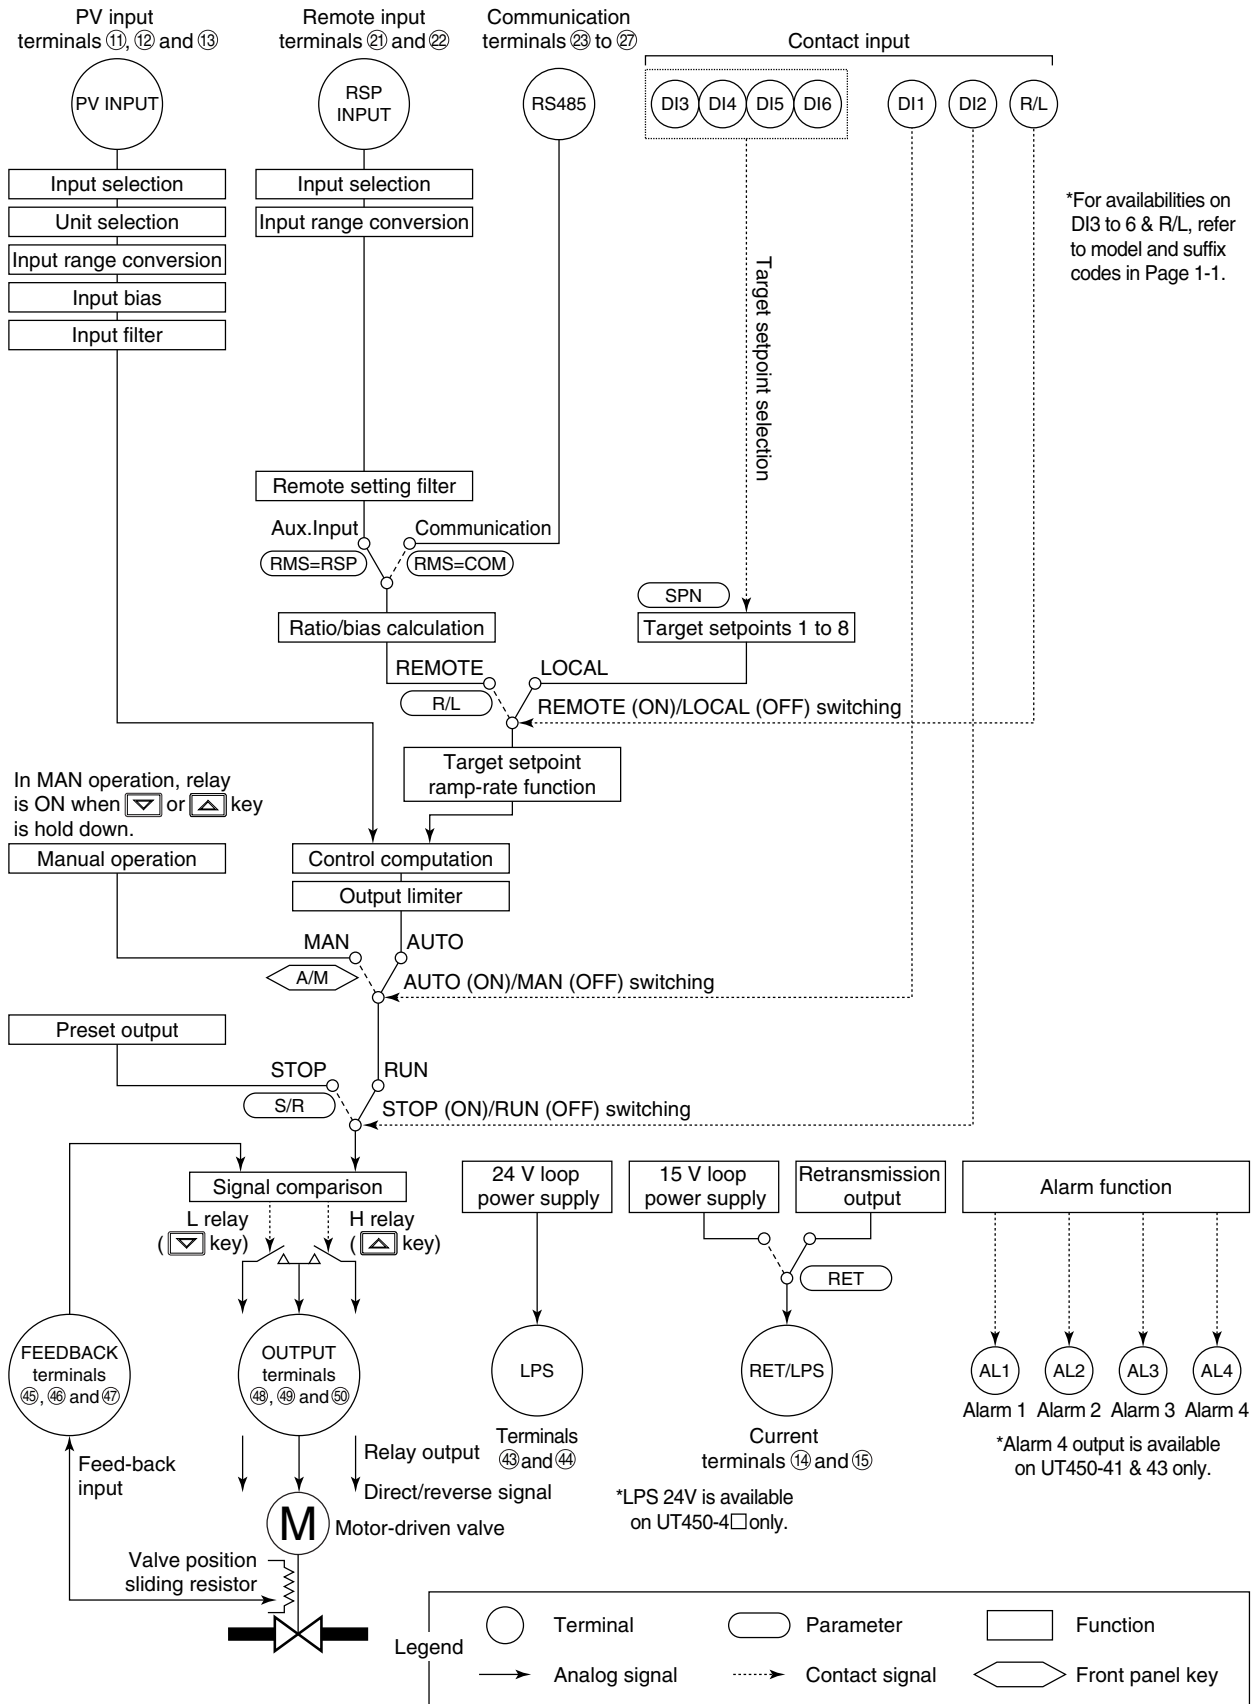 PV input
terminals ⑪, ⑫ and ⑬
Remote input
terminals ㉑ and ㉒
Communication
terminals ㉓ to ㉗
Contact input
PV INPUT
RSP
INPUT
RS485
DI3
DI4
DI5
DI6
DI1
DI2
R/L
Input selection
Unit selection
Input range conversion
Input bias
Input filter
Input selection
Input range conversion
*For availabilities on
DI3 to 6 & R/L, refer
to model and suffix
codes in Page 1-1.
Target setpoint selection
Remote setting filter
Aux.Input
Communication
RMS=RSP
RMS=COM
SPN
Ratio/bias calculation
Target setpoints 1 to 8
REMOTE
LOCAL
R/L
REMOTE (ON)/LOCAL (OFF) switching
Target setpoint
ramp-rate function
In MAN operation, relay
is ON when ▽ or △ key
is hold down.
Manual operation
Control computation
Output limiter
MAN
AUTO
A/M
AUTO (ON)/MAN (OFF) switching
Preset output
STOP
RUN
S/R
STOP (ON)/RUN (OFF) switching
Signal comparison
24 V loop
power supply
15 V loop
power supply
Retransmission
output
Alarm function
L relay
(▽ key)
H relay
(△ key)
RET
FEEDBACK
terminals
㊺, ㊻ and ㊼
OUTPUT
terminals
㊽, ㊾ and ㊿
LPS
RET/LPS
AL1
AL2
AL3
AL4
Alarm 1
Alarm 2
Alarm 3
Alarm 4
Terminals
㊸ and ㊹
Current
terminals ⑭ and ⑮
*Alarm 4 output is available
on UT450-41 & 43 only.
Feed-back
input
Relay output
Direct/reverse signal
*LPS 24V is available
on UT450-4□ only.
M
Motor-driven valve
Valve position
sliding resistor
Legend
Terminal
Parameter
Function
Analog signal
Contact signal
Front panel key